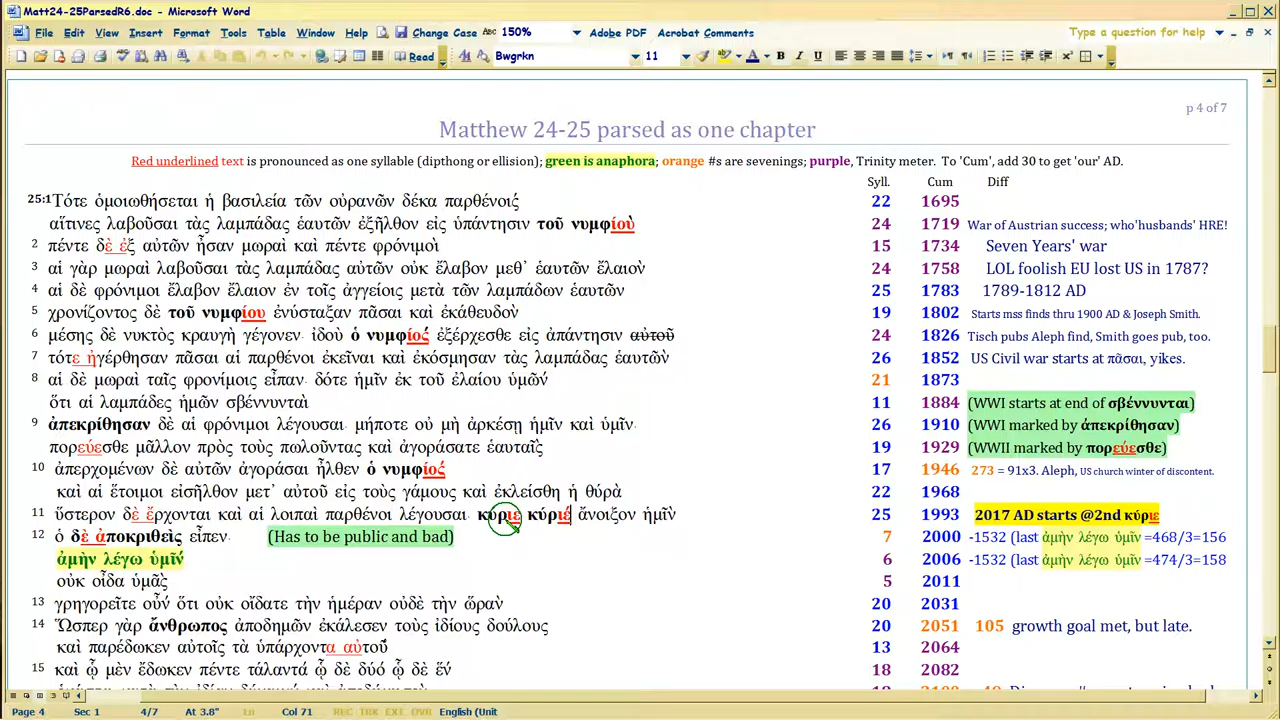 Matt24-25ParsedR6.doc - Microsoft Word
File Edit View Insert Format Tools Table Window Help Change Case 150% Adobe PDF Acrobat Comments Type a question for help
Read Bwgrkn 11 B I U
p 4 of 7
Matthew 24-25 parsed as one chapter
Red underlined text is pronounced as one syllable (dipthong or ellision); green is anaphora; orange #s are sevenings; purple, Trinity meter. To 'Cum', add 30 to get 'our' AD.
Syll. Cum Diff
25:1 Τότε ὁμοιωθήσεται ἡ βασιλεία τῶν οὐρανῶν δέκα παρθένοις 22 1695
αἵτινες λαβοῦσαι τὰς λαμπάδας ἑαυτῶν ἐξῆλθον εἰς ὑπάντησιν τοῦ νυμφίου 24 1719 War of Austrian success; who'husbands' HRE!
2 πέντε δὲ ἐξ αὐτῶν ἦσαν μωραὶ καὶ πέντε φρόνιμοι 15 1734 Seven Years' war
3 αἱ γὰρ μωραὶ λαβοῦσαι τὰς λαμπάδας αὐτῶν οὐκ ἔλαβον μεθ᾽ ἑαυτῶν ἔλαιον 24 1758 LOL foolish EU lost US in 1787?
4 αἱ δὲ φρόνιμοι ἔλαβον ἔλαιον ἐν τοῖς ἀγγείοις μετὰ τῶν λαμπάδων ἑαυτῶν 25 1783 1789-1812 AD
5 χρονίζοντος δὲ τοῦ νυμφίου ἐνύσταξαν πᾶσαι καὶ ἐκάθευδον 19 1802 Starts mss finds thru 1900 AD & Joseph Smith.
6 μέσης δὲ νυκτὸς κραυγὴ γέγονεν· ἰδοὺ ὁ νυμφίος ἐξέρχεσθε εἰς ἀπάντησιν αὐτοῦ 24 1826 Tisch pubs Aleph find, Smith goes pub, too.
7 τότε ἠγέρθησαν πᾶσαι αἱ παρθένοι ἐκεῖναι καὶ ἐκόσμησαν τὰς λαμπάδας ἑαυτῶν 26 1852 US Civil war starts at πᾶσαι, yikes.
8 αἱ δὲ μωραὶ ταῖς φρονίμοις εἶπαν· δότε ἡμῖν ἐκ τοῦ ἐλαίου ὑμῶν 21 1873
ὅτι αἱ λαμπάδες ἡμῶν σβέννυνται 11 1884 (WWI starts at end of σβέννυνται)
9 ἀπεκρίθησαν δὲ αἱ φρόνιμοι λέγουσαι· μήποτε οὐ μὴ ἀρκέσῃ ἡμῖν καὶ ὑμῖν· 26 1910 (WWI marked by ἀπεκρίθησαν)
πορεύεσθε μᾶλλον πρὸς τοὺς πωλοῦντας καὶ ἀγοράσατε ἑαυταῖς 19 1929 (WWII marked by πορεύεσθε)
10 ἀπερχομένων δὲ αὐτῶν ἀγοράσαι ἦλθεν ὁ νυμφίος 17 1946 273 = 91x3. Aleph, US church winter of discontent.
καὶ αἱ ἕτοιμοι εἰσῆλθον μετ᾽ αὐτοῦ εἰς τοὺς γάμους καὶ ἐκλείσθη ἡ θύρα 22 1968
11 ὕστερον δὲ ἔρχονται καὶ αἱ λοιπαὶ παρθένοι λέγουσαι· κύριε κύριε ἄνοιξον ἡμῖν 25 1993 2017 AD starts @2nd κύριε
12 ὁ δὲ ἀποκριθεὶς εἶπεν· (Has to be public and bad) 7 2000 -1532 (last ἀμὴν λέγω ὑμῖν =468/3=156
ἀμὴν λέγω ὑμῖν 6 2006 -1532 (last ἀμὴν λέγω ὑμῖν =474/3=158
οὐκ οἶδα ὑμᾶς 5 2011
13 γρηγορεῖτε οὖν ὅτι οὐκ οἴδατε τὴν ἡμέραν οὐδὲ τὴν ὥραν 20 2031
14 Ὥσπερ γὰρ ἄνθρωπος ἀποδημῶν ἐκάλεσεν τοὺς ἰδίους δούλους 20 2051 105 growth goal met, but late.
καὶ παρέδωκεν αὐτοῖς τὰ ὑπάρχοντα αὐτοῦ 13 2064
15 καὶ ᾧ μὲν ἔδωκεν πέντε τάλαντά ᾧ δὲ δύο ᾧ δὲ ἕν 18 2082
Page 4 Sec 1 4/7 At 3.8" Col 71 REC TRK EXT OVR English (Unit